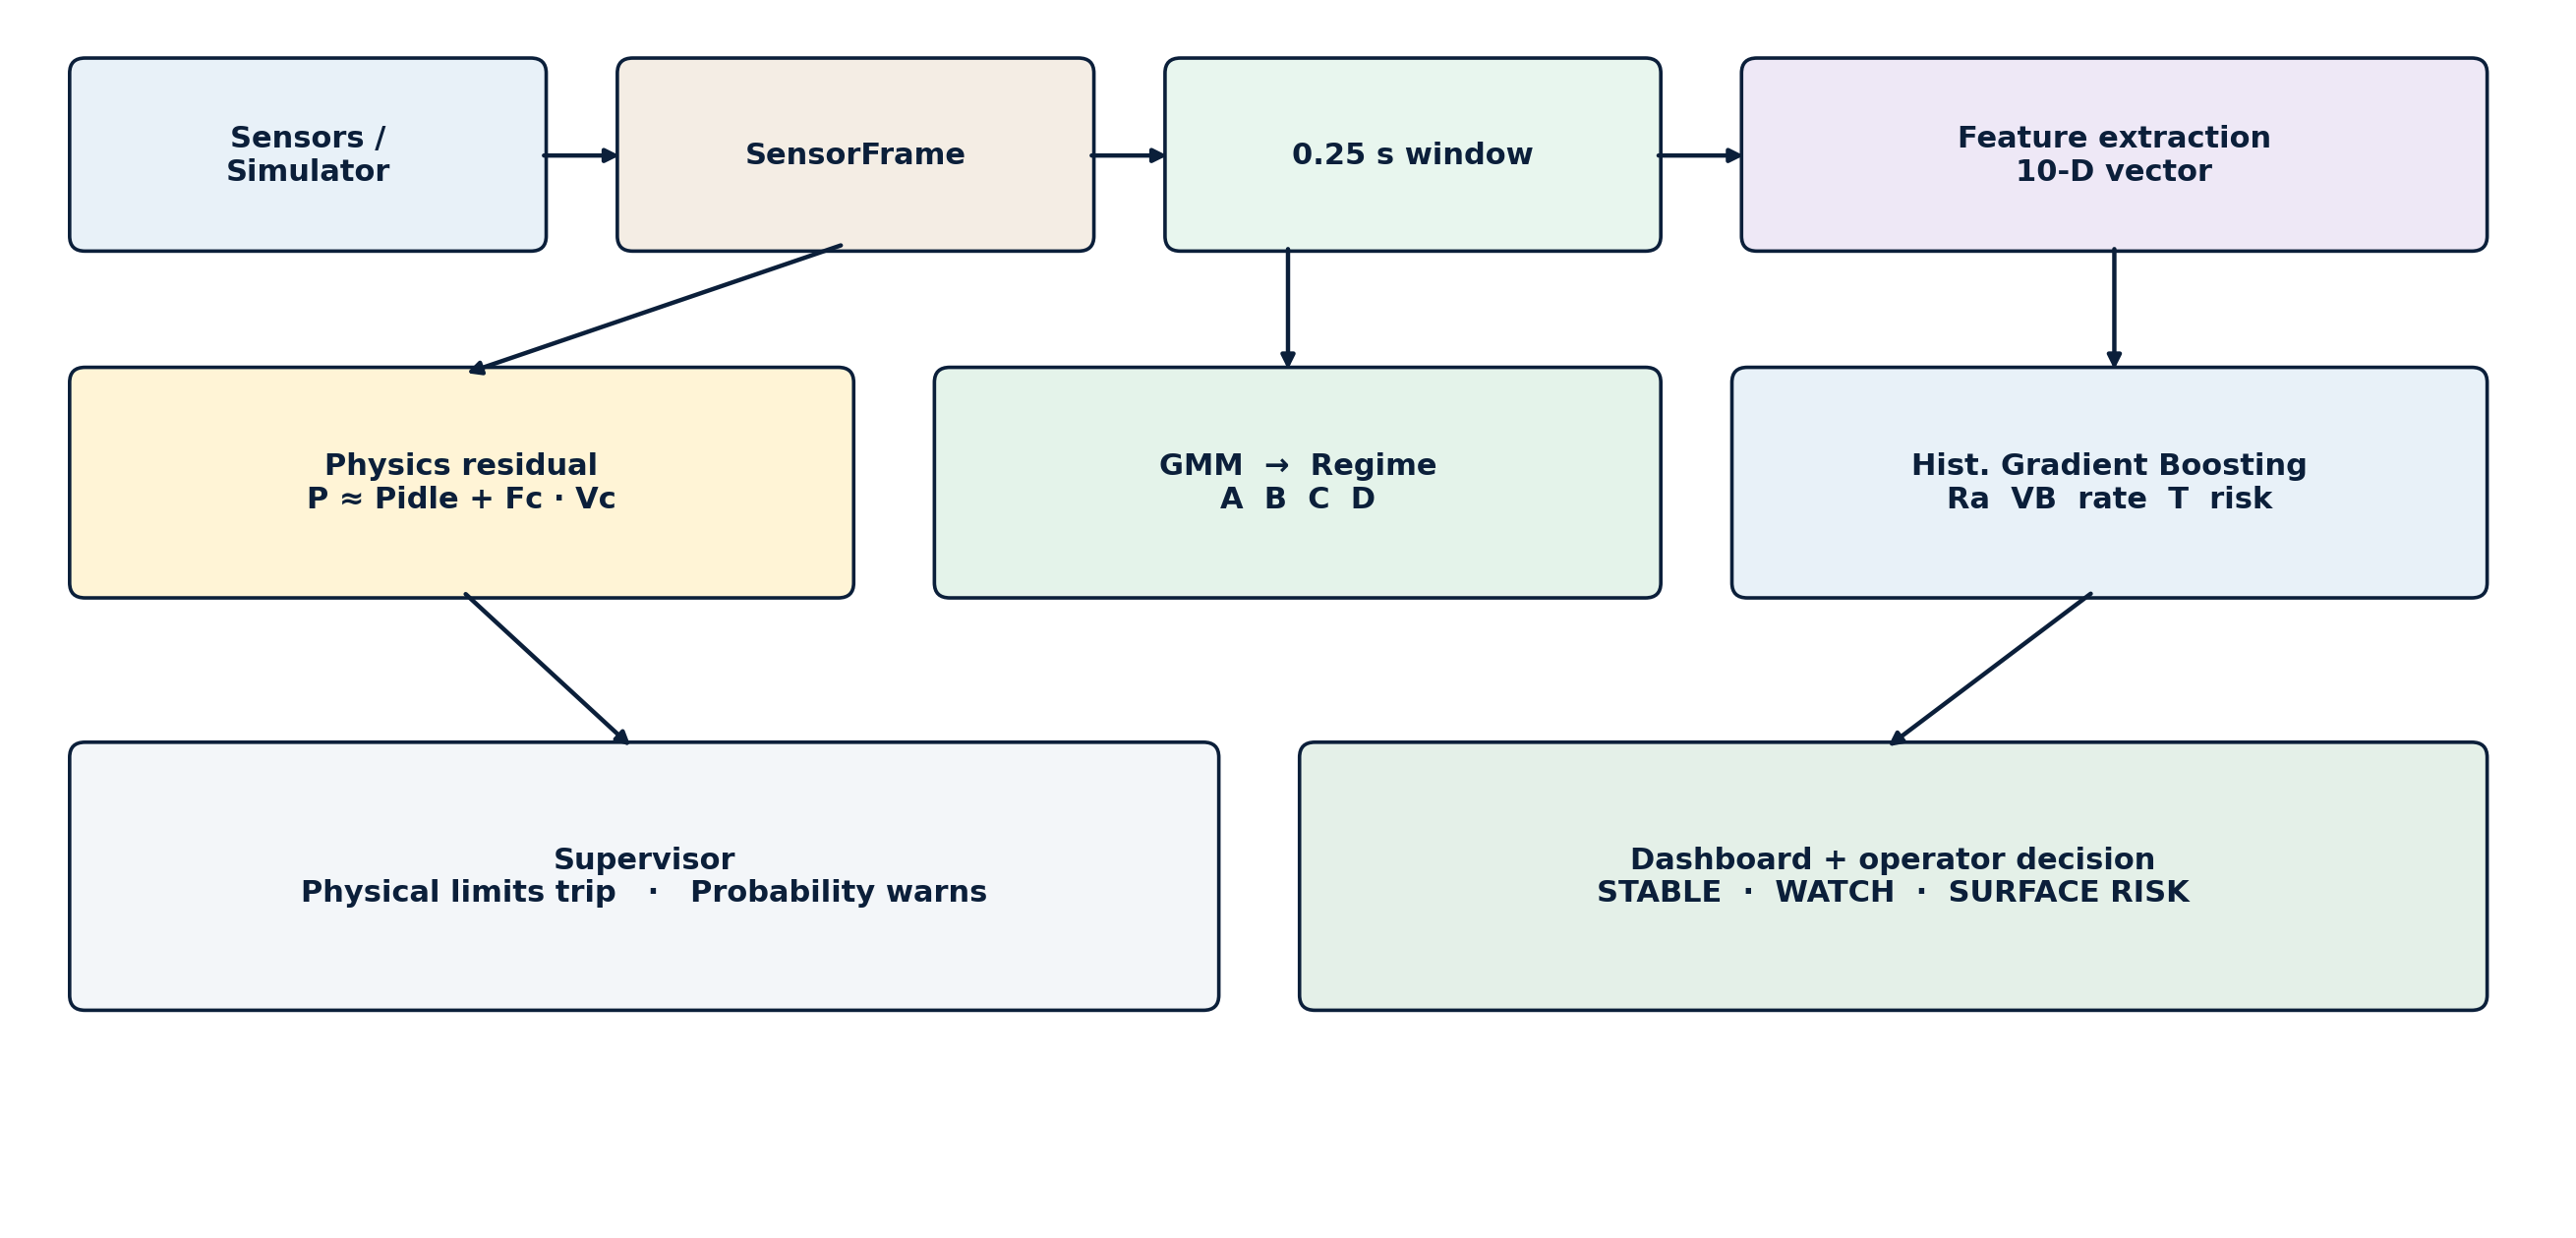 Sensors /
Simulator
SensorFrame
0.25 s window
Feature extraction
10-D vector
Physics residual
P ≈ Pidle + Fc · Vc
GMM → Regime
A B C D
Hist. Gradient Boosting
Ra VB rate T risk
Supervisor
Physical limits trip · Probability warns
Dashboard + operator decision
STABLE · WATCH · SURFACE RISK